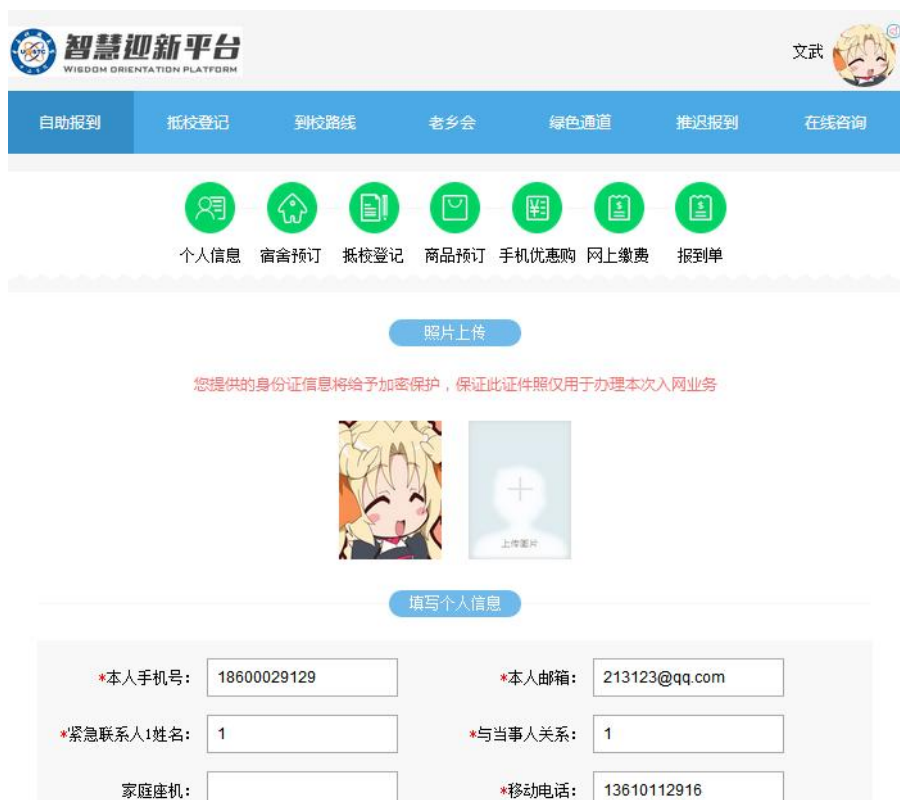 智慧迎新平台
WISDOM ORIENTATION PLATFORM
文武
自助报到 抵校登记 到校路线 老乡会 绿色通道 推迟报到 在线咨询
个人信息 宿舍预订 抵校登记 商品预订 手机优惠购 网上缴费 报到单
照片上传
您提供的身份证信息将给予加密保护，保证此证件照仅用于办理本次入网业务
上传图片
填写个人信息
*本人手机号： 18600029129 *本人邮箱： 213123@qq.com
*紧急联系人1姓名： 1 *与当事人关系： 1
家庭座机： *移动电话： 13610112916